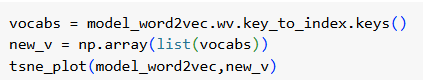 vocabs = model_word2vec.wv.key_to_index.keys()
new_v = np.array(list(vocabs))
tsne_plot(model_word2vec,new_v)